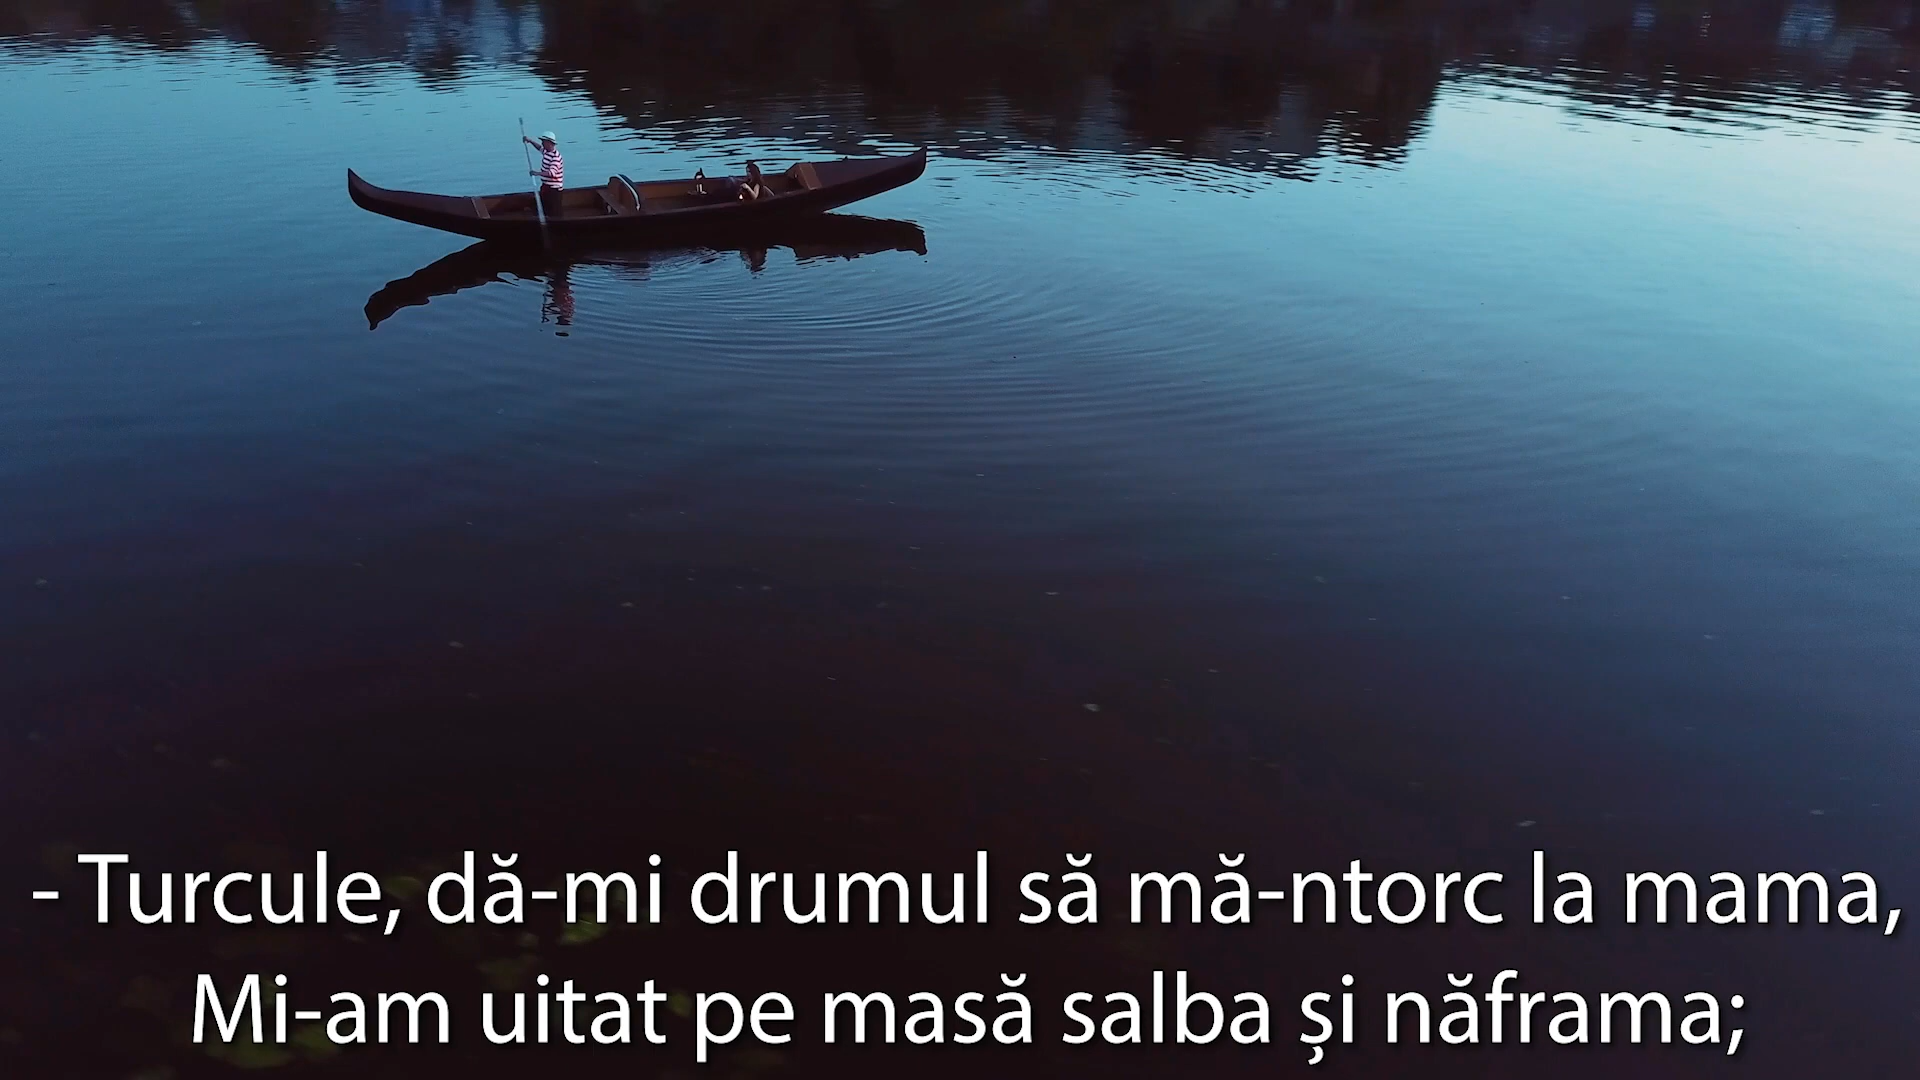 - Turcule, dă-mi drumul să mă-ntorc la mama,
Mi-am uitat pe masă salba și năframa;